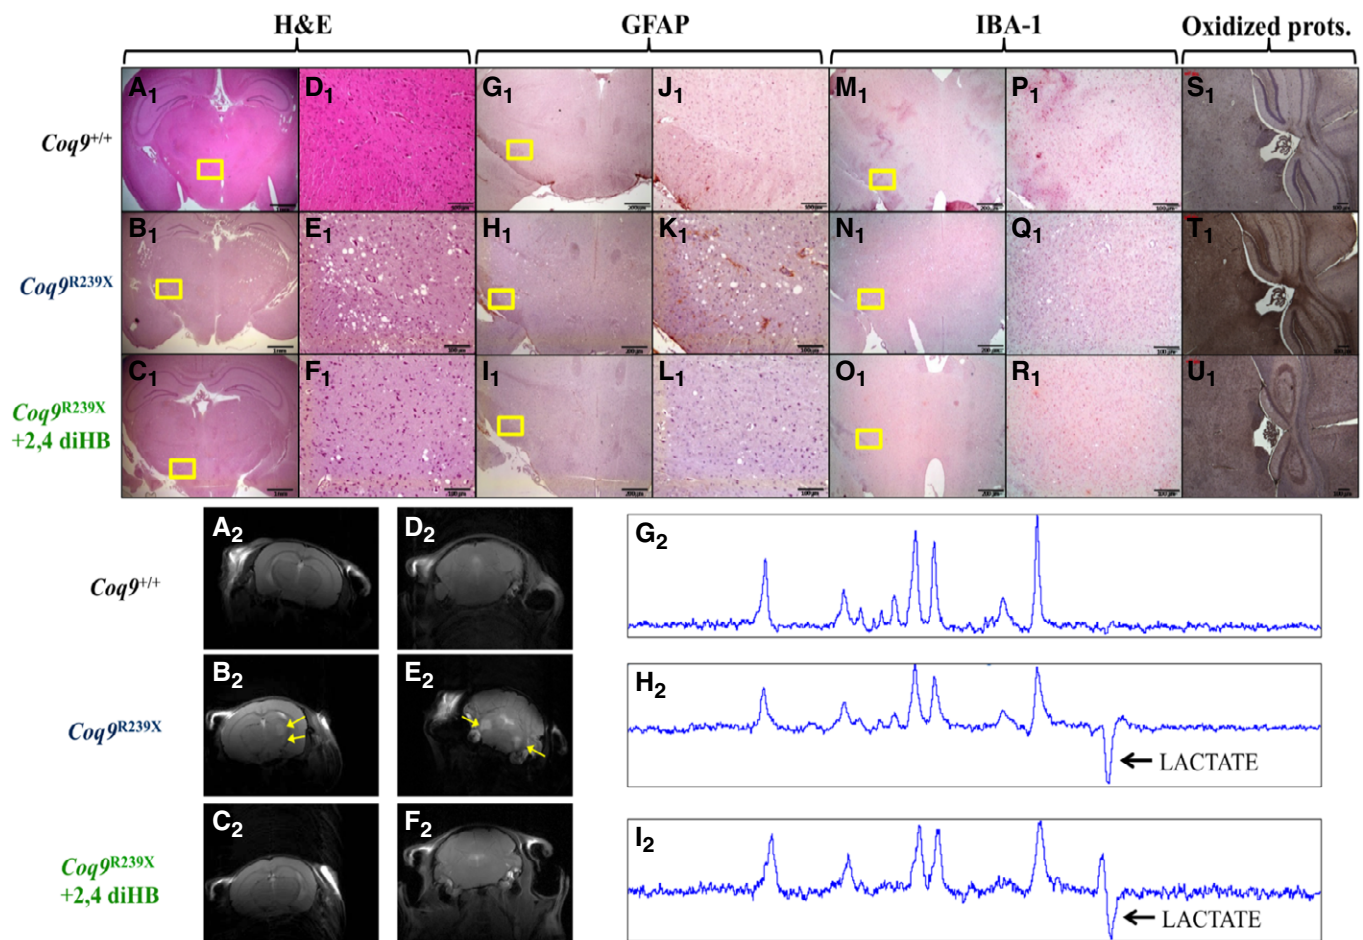 H&E GFAP IBA-1 Oxidized prots.
Coq9+/+ A1 D1 G1 J1 M1 P1 S1
Coq9R239X B1 E1 H1 K1 N1 Q1 T1
Coq9R239X
+2,4 diHB
C1 F1 I1 L1 O1 R1 U1
Coq9+/+ A2 D2 G2
Coq9R239X B2 E2 H2
LACTATE
Coq9R239X
+2,4 diHB
C2 F2 I2
LACTATE